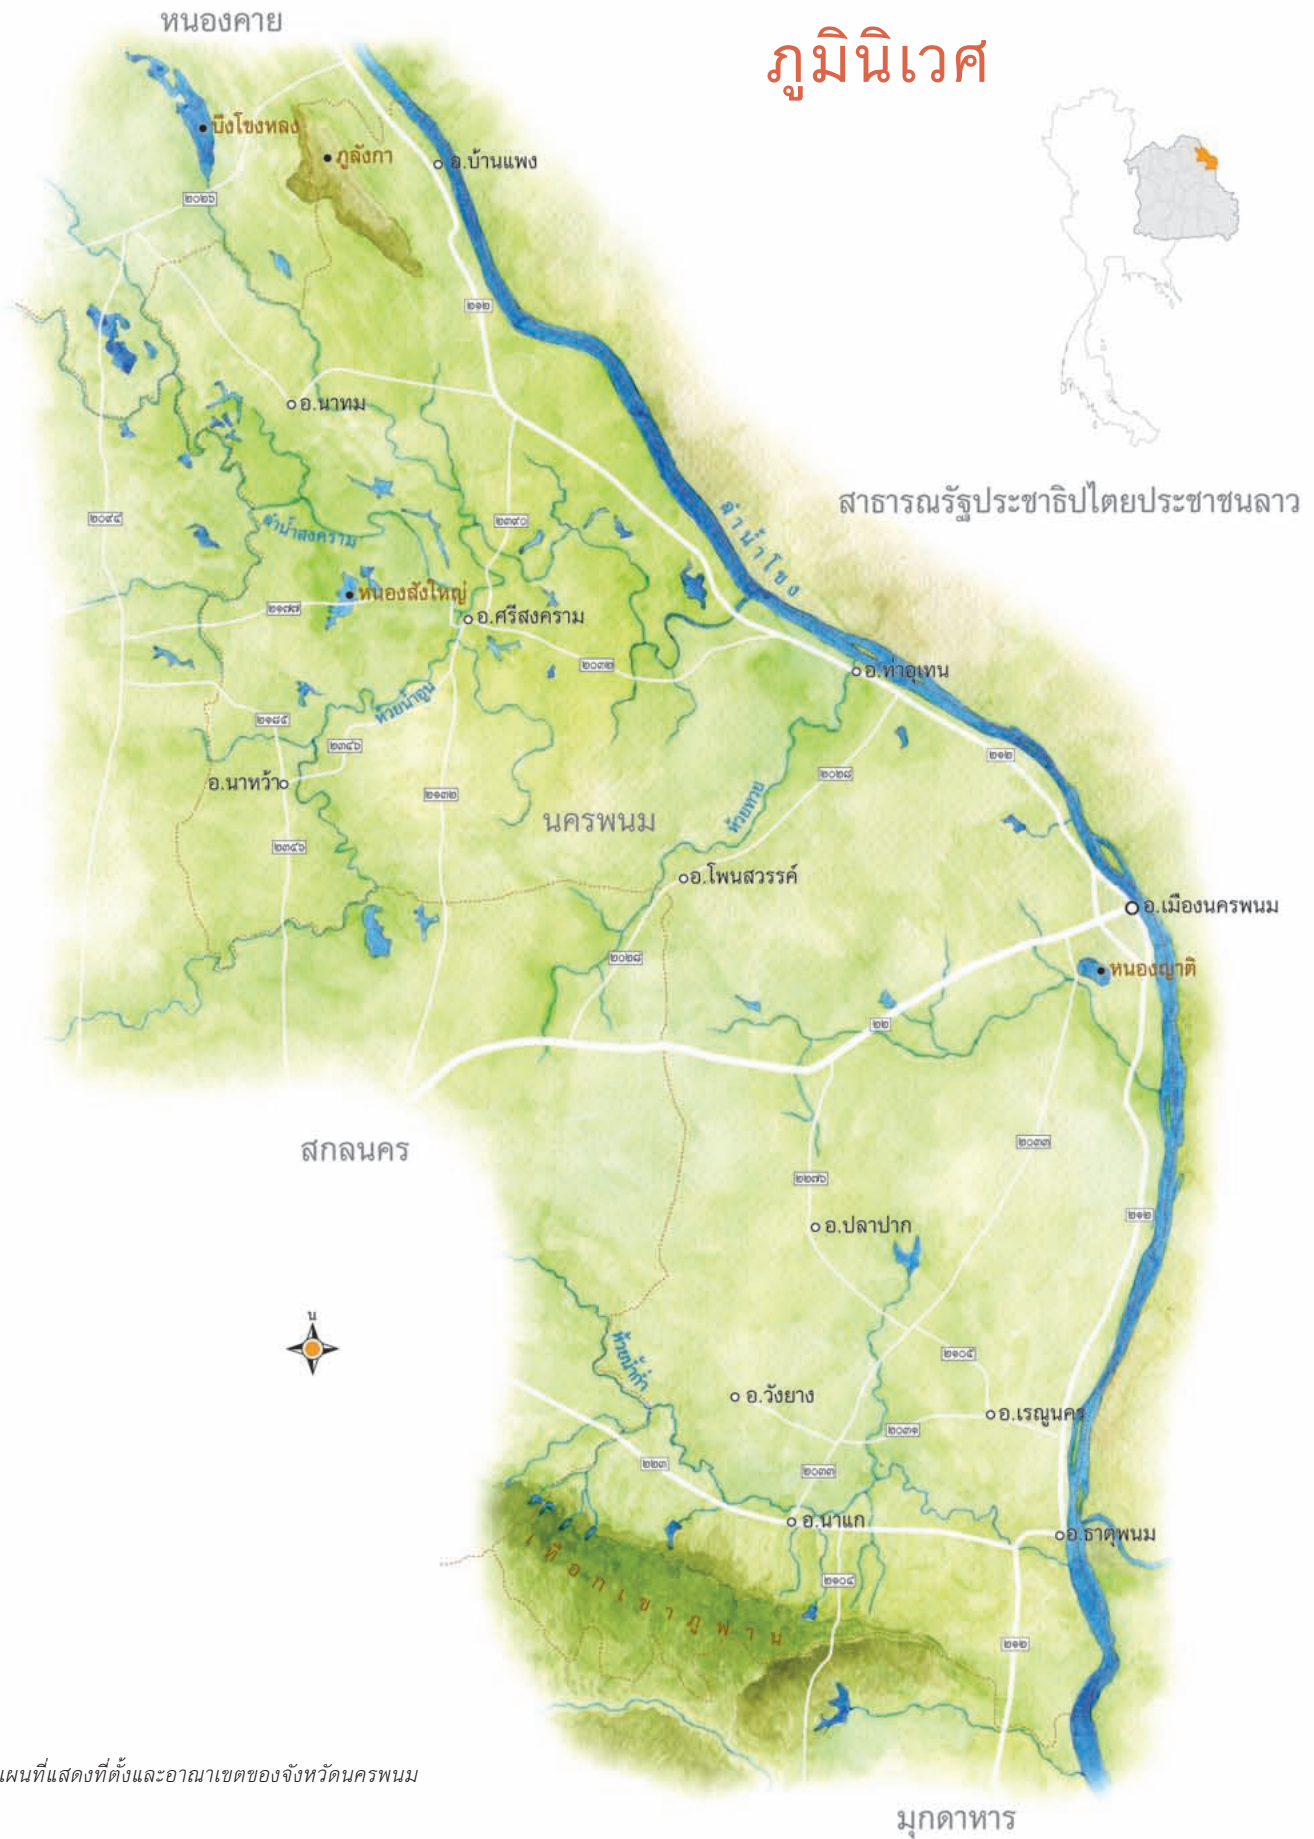 หนองคาย
ภูมินิเวศ
บึงโขงหลง
ภูลังกา
อ.บ้านแพง
๒๐๒๖
๒๑๒
อ.นาทม
สาธารณรัฐประชาธิปไตยประชาชนลาว
๒๐๙๔
๒๓๙๐
ลำน้ำสงคราม
ลำน้ำโขง
หนองสังใหญ่
๒๑๗๗
อ.ศรีสงคราม
๒๐๓๒
อ.ท่าอุเทน
ห้วยน้ำอูน
๒๑๘๕
๒๓๔๖
๒๑๒
๒๐๒๘
อ.นาหว้า
๒๑๓๒
ห้วยทวย
นครพนม
๒๓๔๖
อ.โพนสวรรค์
อ.เมืองนครพนม
๒๐๒๘
หนองญาติ
๒๒
สกลนคร
๒๐๓๓
๒๒๗๖
๒๑๒
อ.ปลาปาก
น
ห้วยน้ำก่ำ
๒๑๐๕
อ.วังยาง
อ.เรณูนคร
๒๐๓๑
๒๒๓
๒๐๓๓
อ.นาแก
อ.ธาตุพนม
เทือกเขาภูพาน
๒๑๐๔
๒๑๒
แผนที่แสดงที่ตั้งและอาณาเขตของจังหวัดนครพนม
มุกดาหาร